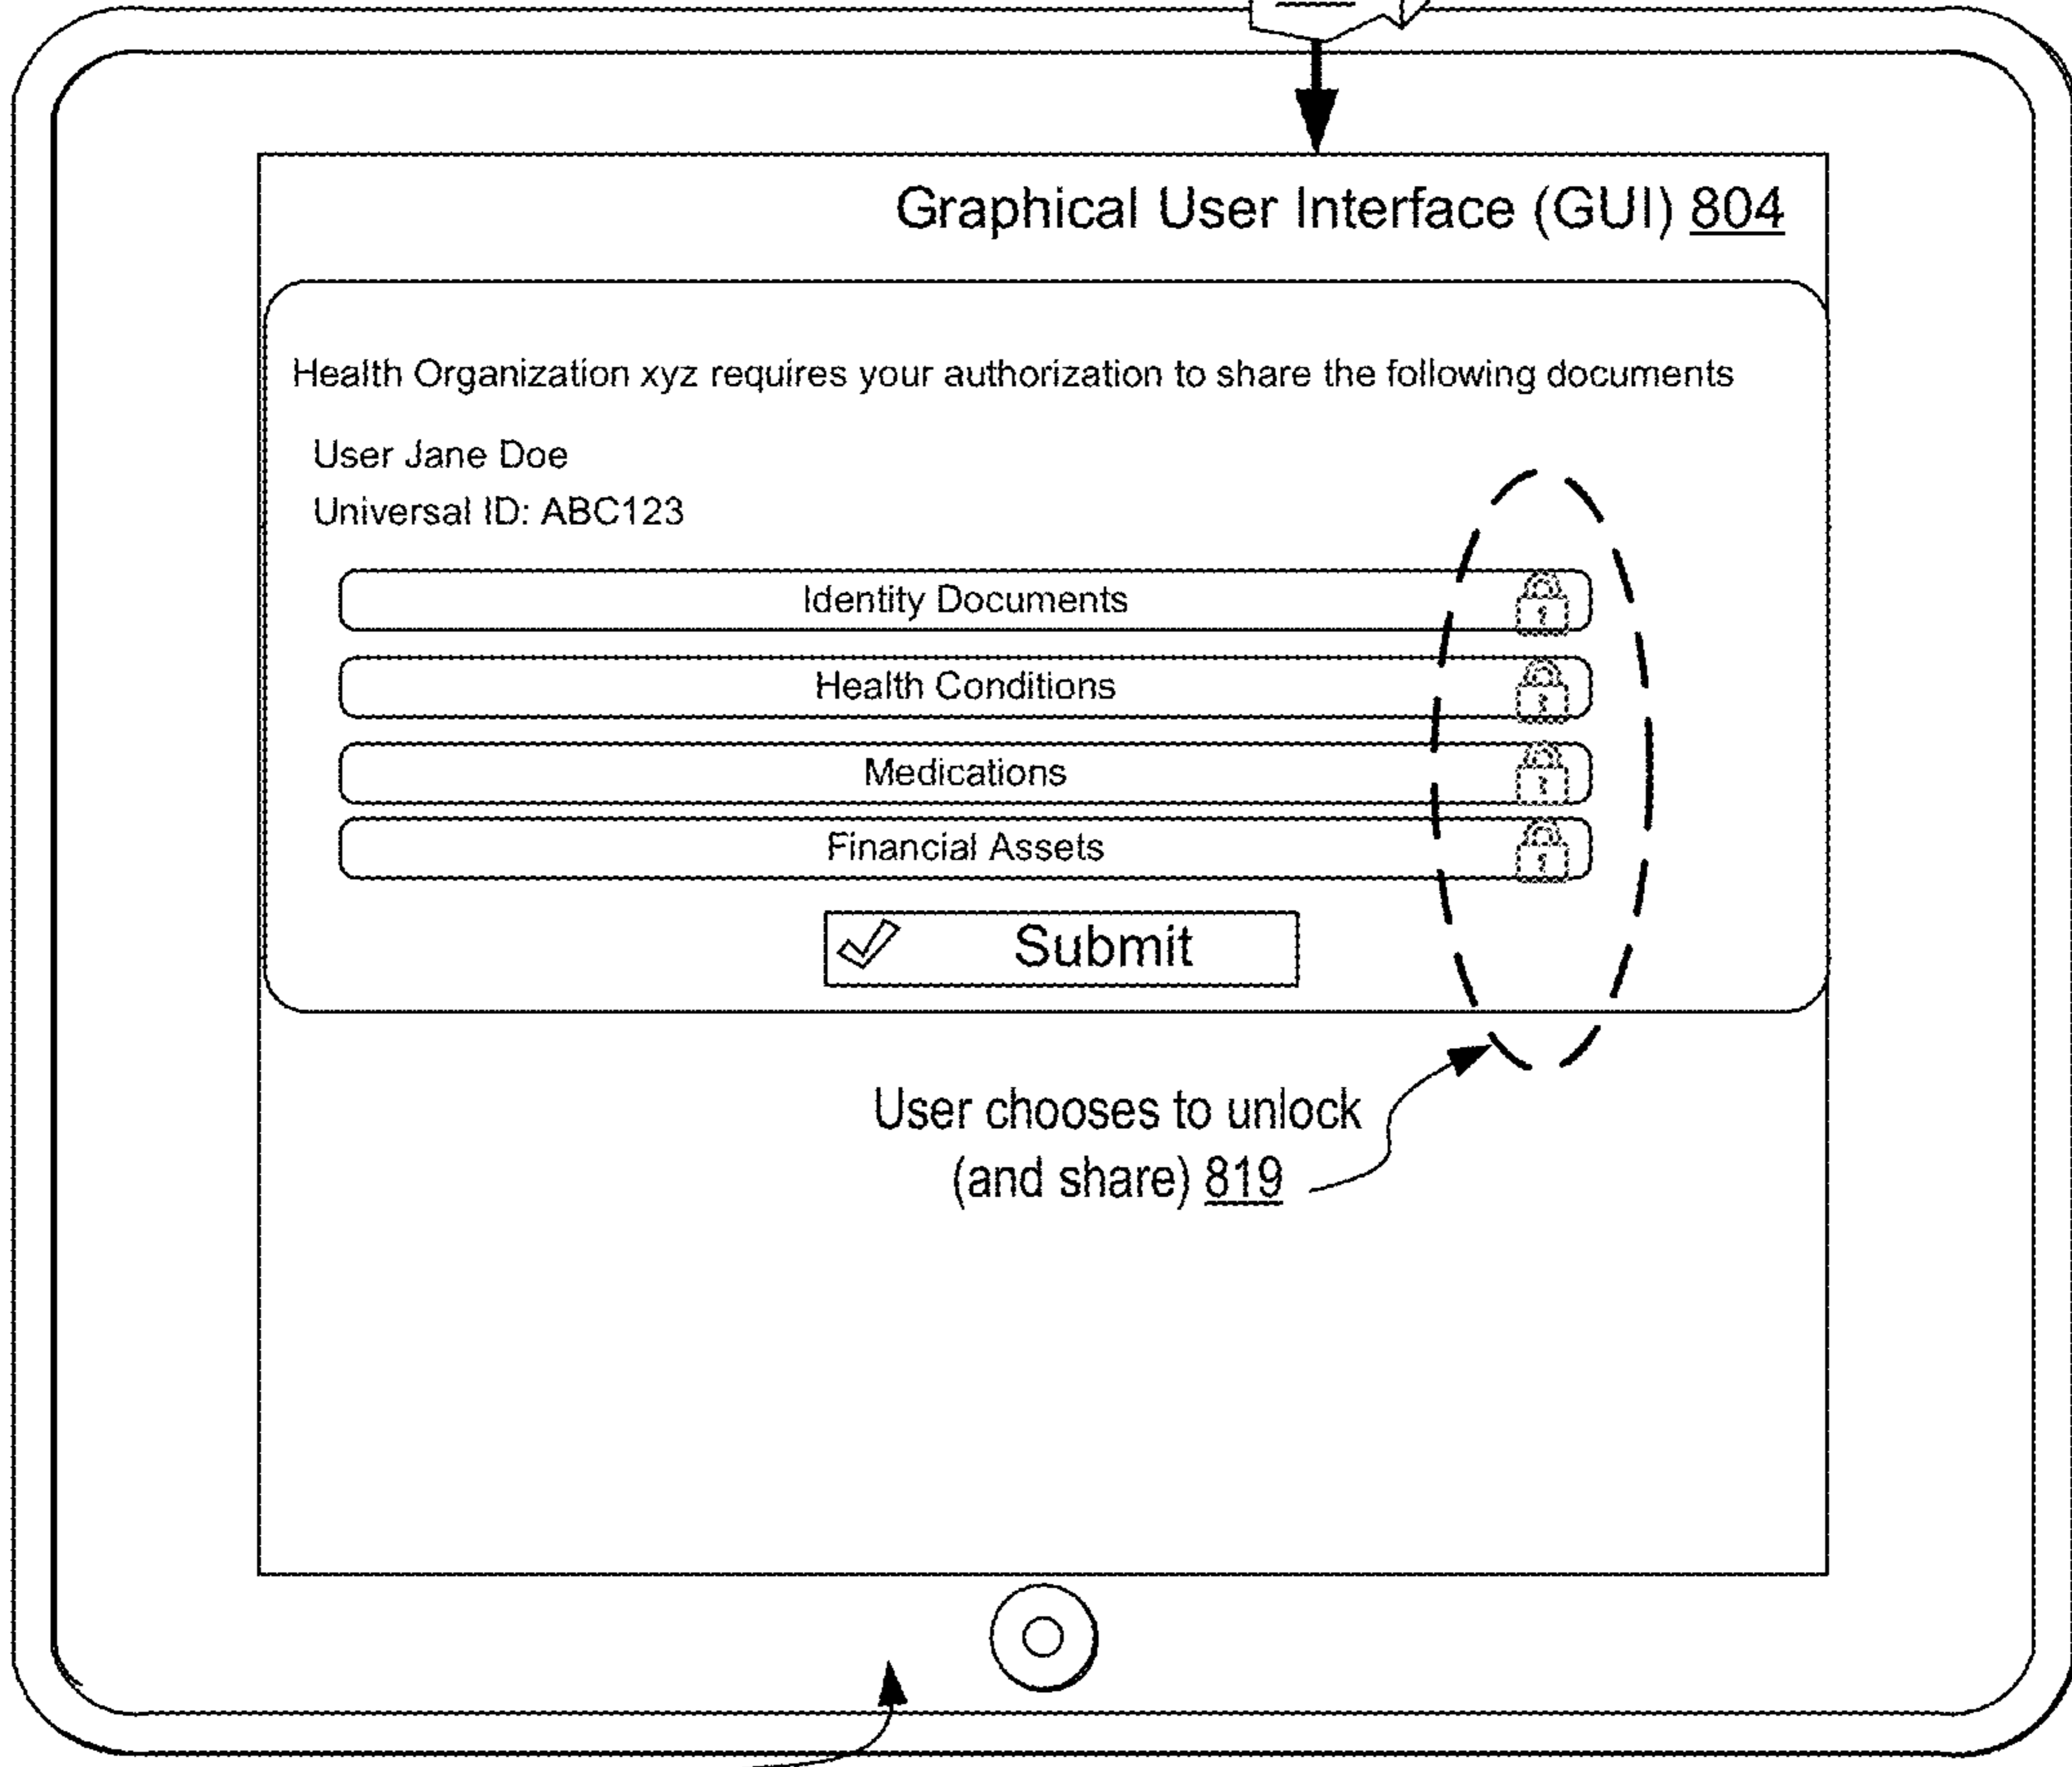 Graphical User Interface (GUI) 804
Health Organization xyz requires your authorization to share the following documents
User Jane Doe
Universal ID: ABC123
Identity Documents
Health Conditions
Medications
Financial Assets
Submit
User chooses to unlock
(and share) 819